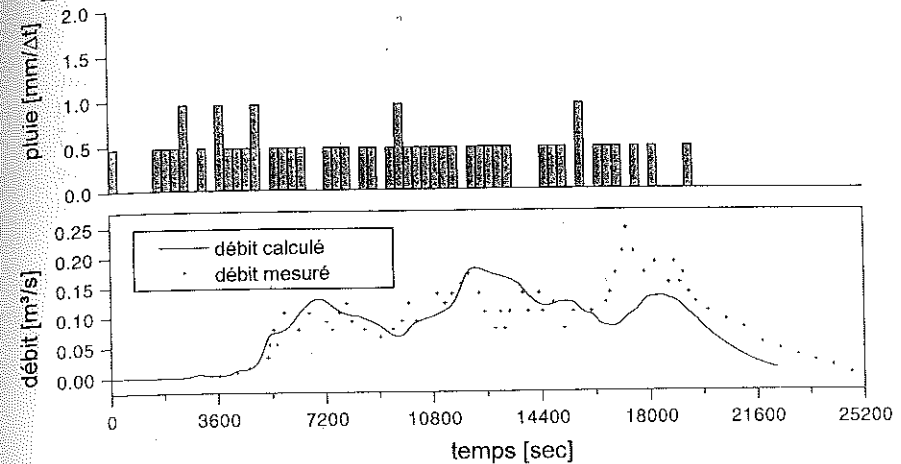 pluie [mm/Δt]
2.0
1.5
1.0
0.5
0.0
débit [m³/s]
0.25
0.20
0.15
0.10
0.05
0.00
débit calculé
débit mesuré
0 3600 7200 10800 14400 18000 21600 25200
temps [sec]